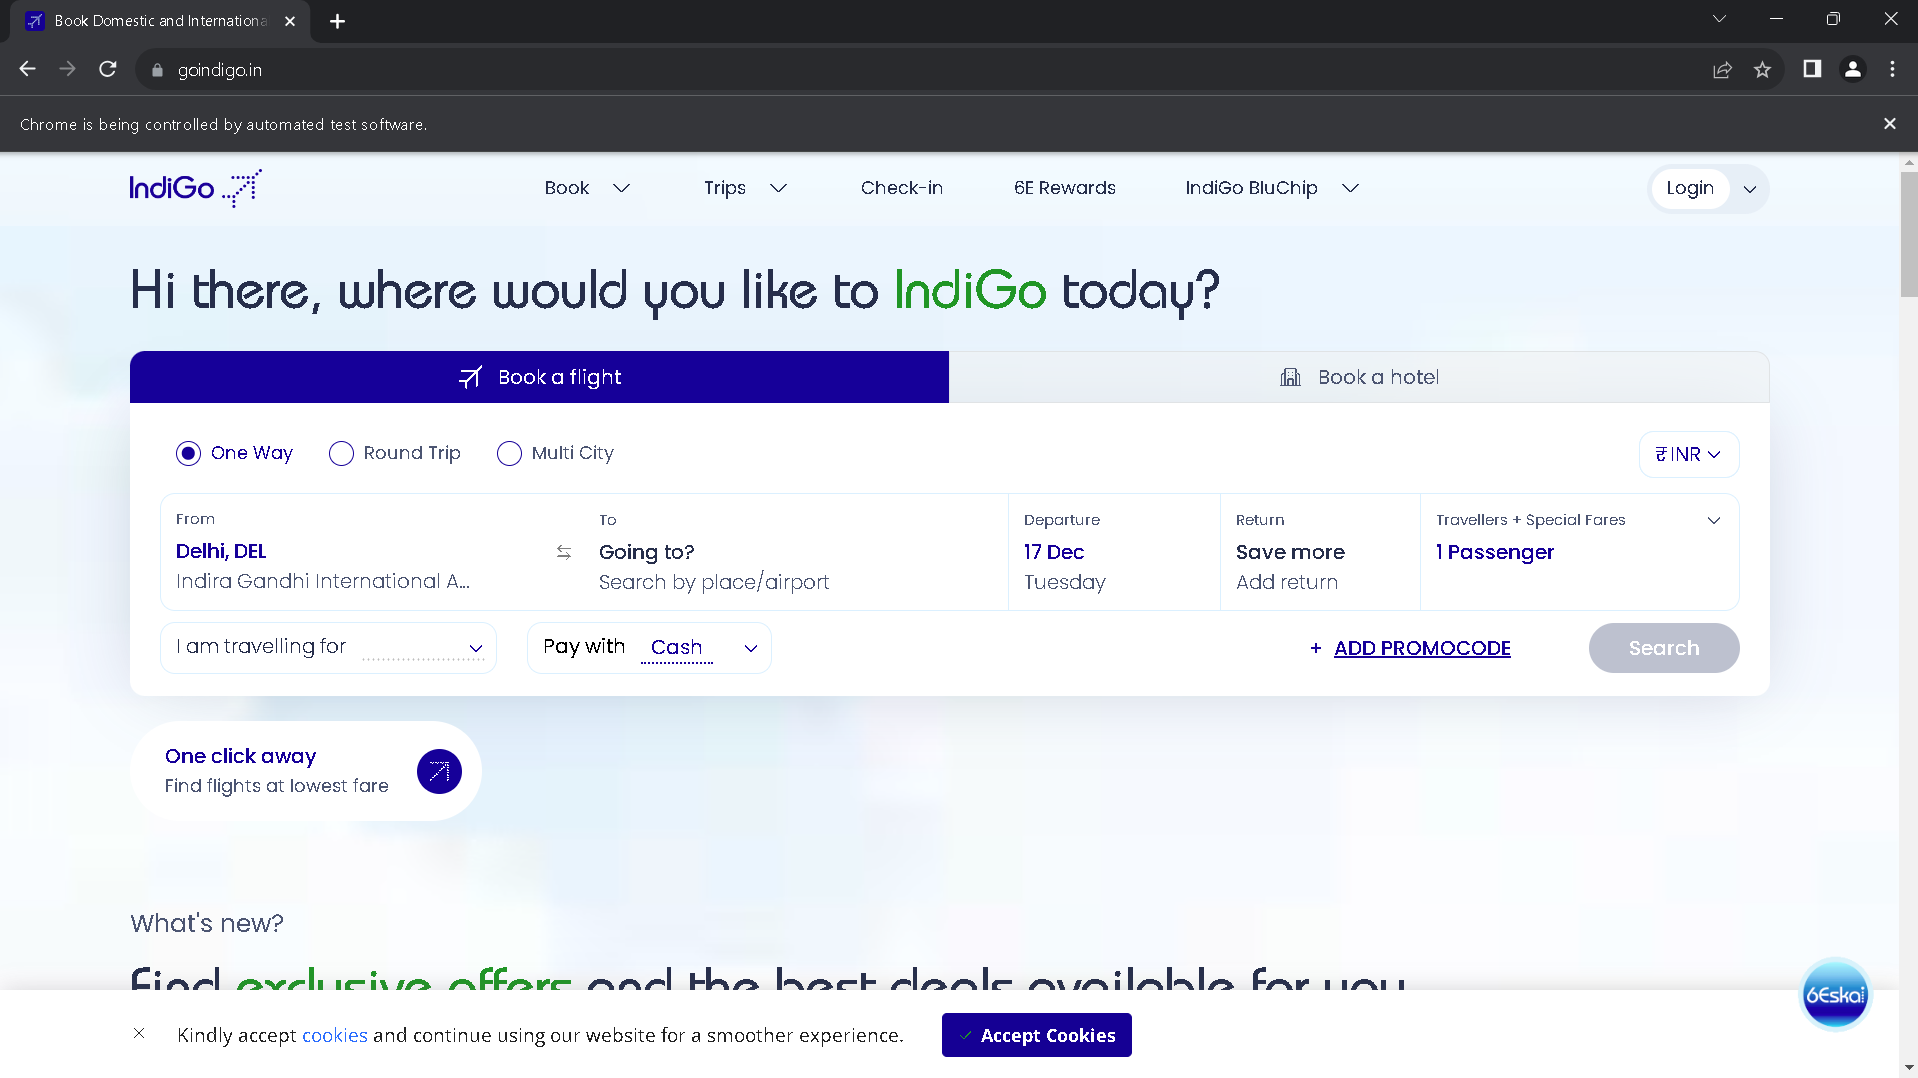 Book Domestic and Internationa
goindigo.in
Chrome is being controlled by automated test software.
IndiGo
Book
Trips
Check-in
6E Rewards
IndiGo BluChip
Login
Hi there, where would you like to IndiGo today?
Book a flight
Book a hotel
One Way
Round Trip
Multi City
₹ INR
From
To
Departure
Return
Travellers + Special Fares
Delhi, DEL
Going to?
17 Dec
Save more
1 Passenger
Indira Gandhi International A...
Search by place/airport
Tuesday
Add return
I am travelling for
Pay with Cash
+ ADD PROMOCODE
Search
One click away
Find flights at lowest fare
What's new?
Find exclusive offers and the best deals available for you
6Eskai
Kindly accept cookies and continue using our website for a smoother experience.
Accept Cookies